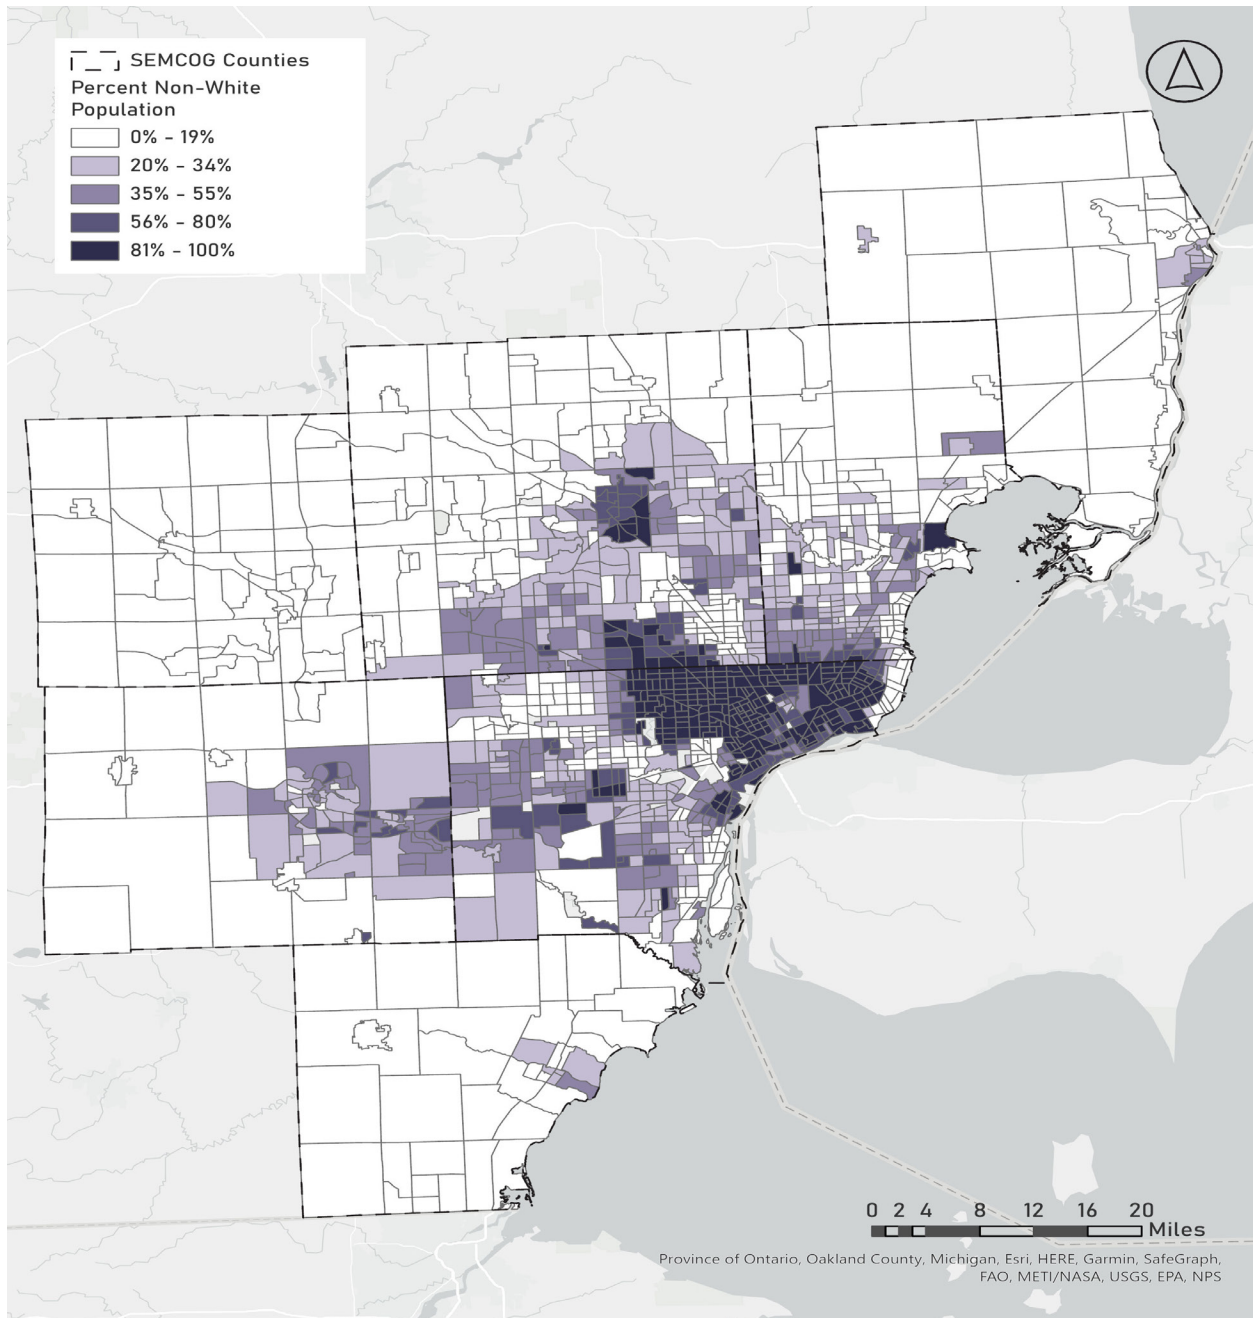 SEMCOG Counties
Percent Non-White
Population
0% - 19%
20% - 34%
35% - 55%
56% - 80%
81% - 100%
0 2 4 8 12 16 20
Miles
Province of Ontario, Oakland County, Michigan, Esri, HERE, Garmin, SafeGraph,
FAO, METI/NASA, USGS, EPA, NPS